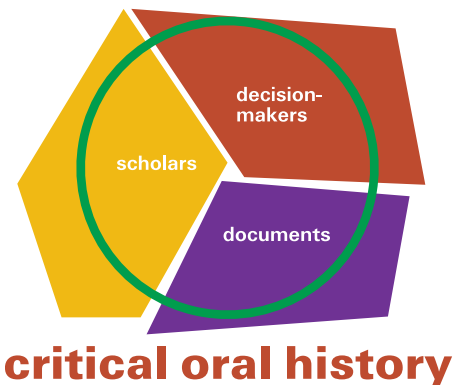 decision-
makers
scholars
documents
critical oral history